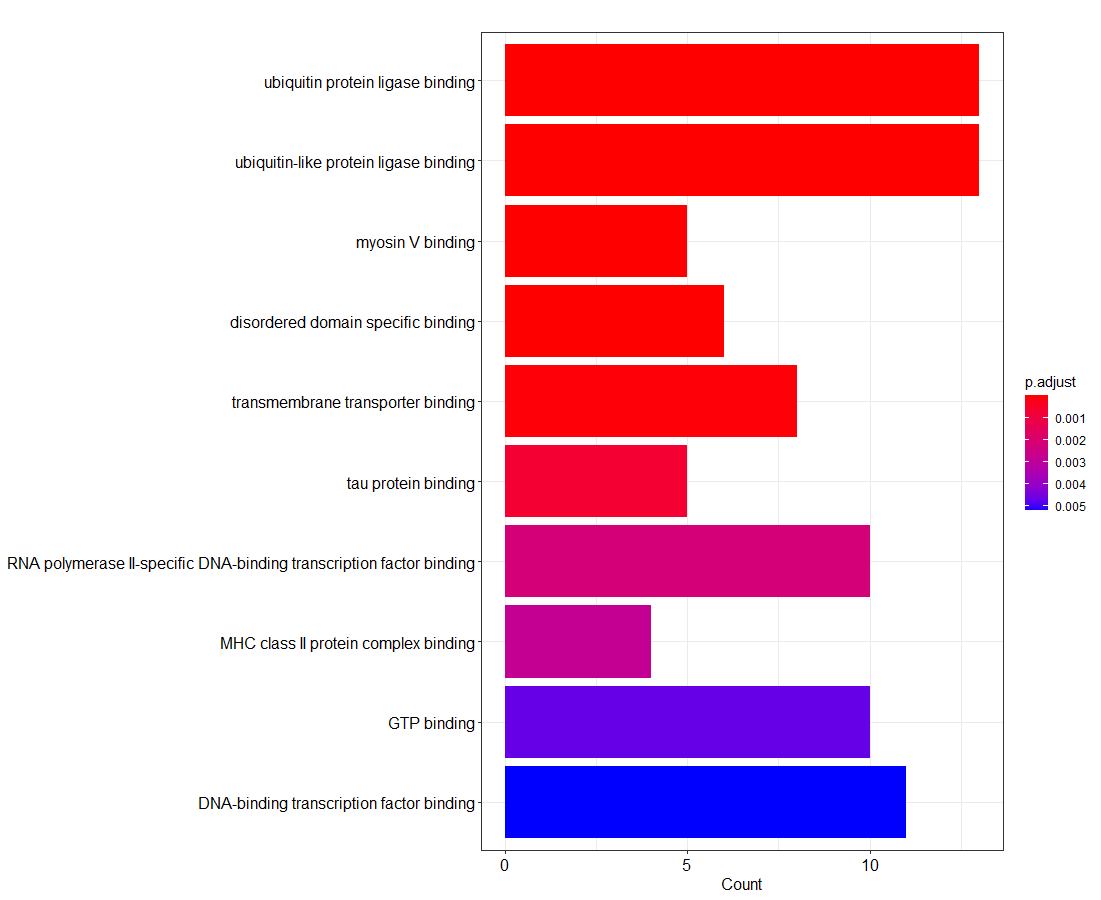 ubiquitin protein ligase binding
ubiquitin-like protein ligase binding
myosin V binding
disordered domain specific binding
transmembrane transporter binding
tau protein binding
RNA polymerase II-specific DNA-binding transcription factor binding
MHC class II protein complex binding
GTP binding
DNA-binding transcription factor binding
0 5 10
Count
p.adjust
0.001
0.002
0.003
0.004
0.005